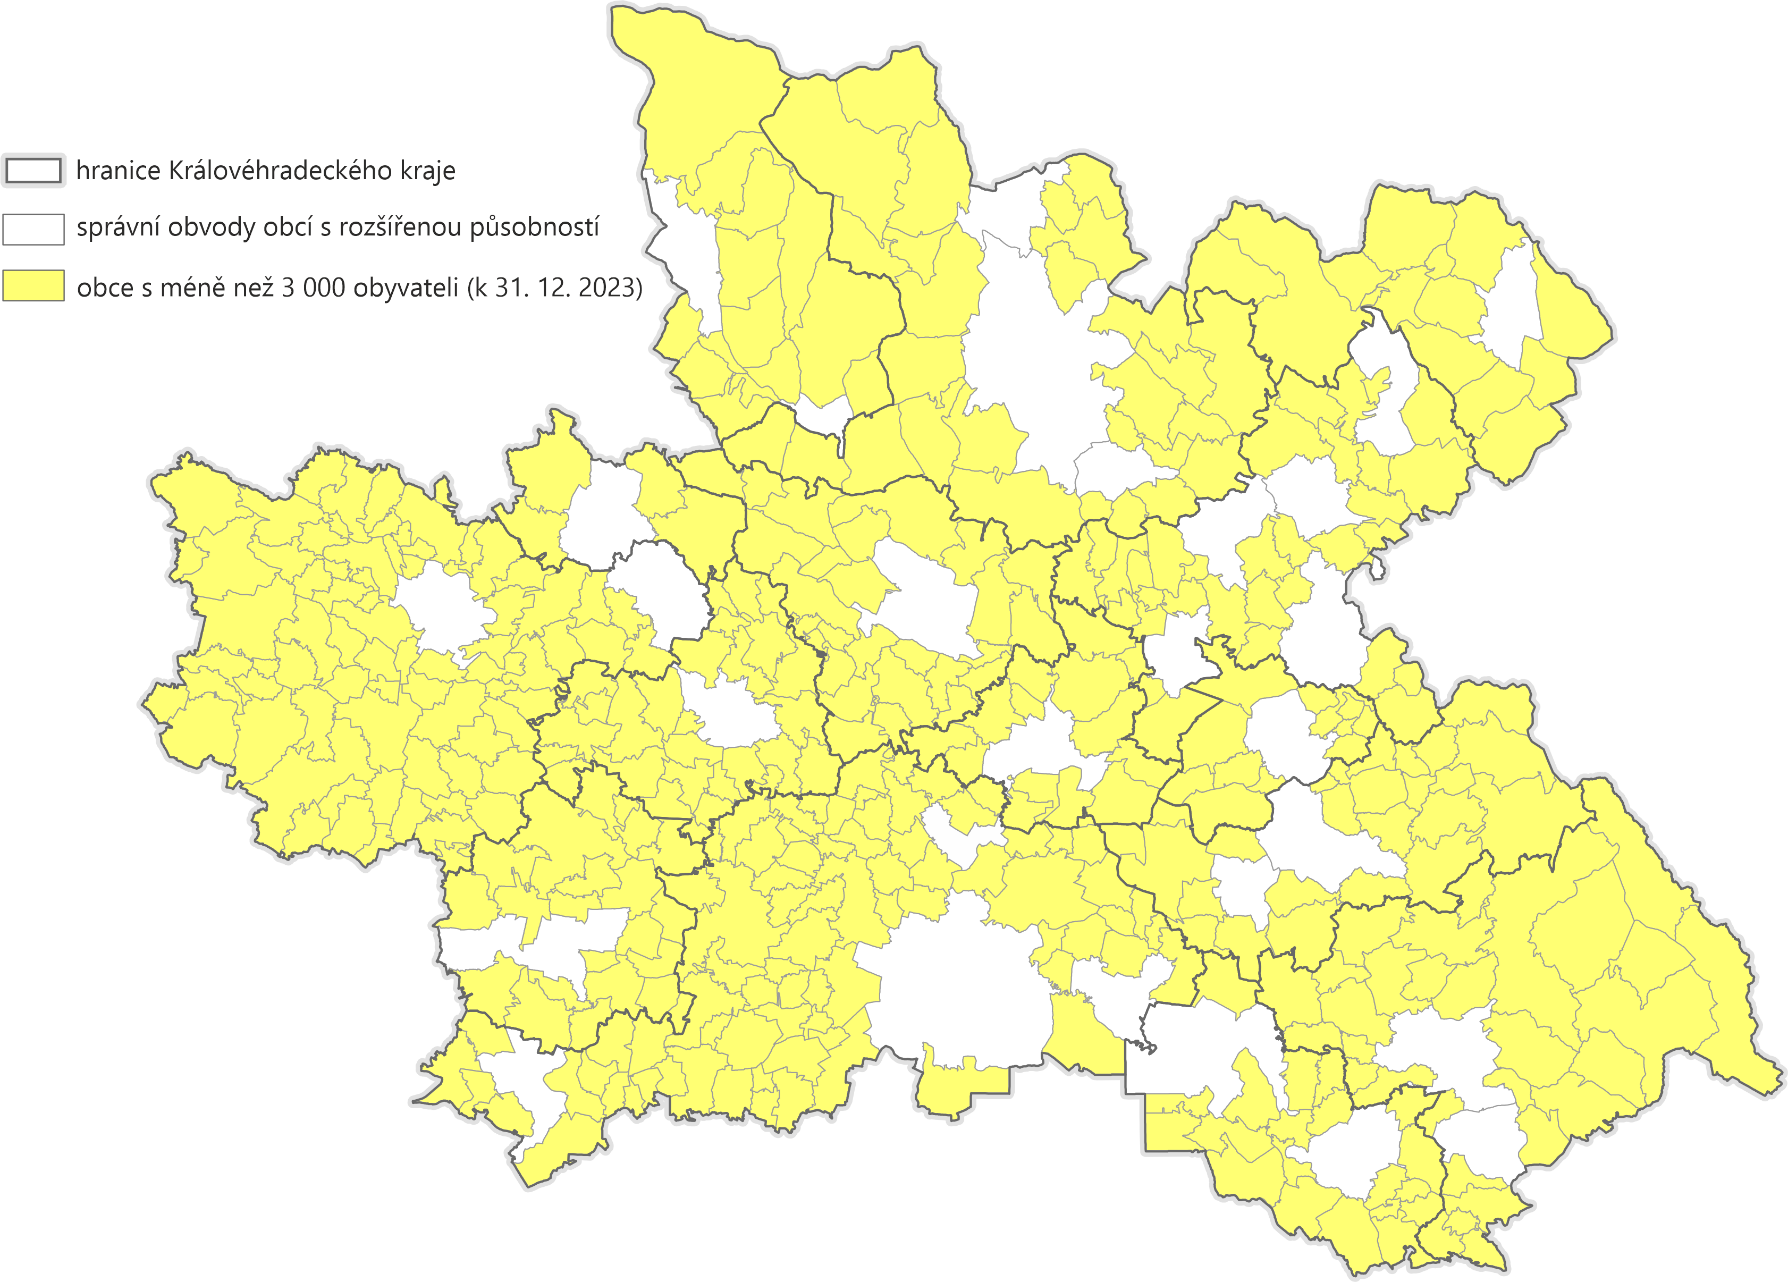 hranice Královéhradeckého kraje
správní obvody obcí s rozšířenou působností
obce s méně než 3 000 obyvateli (k 31. 12. 2023)